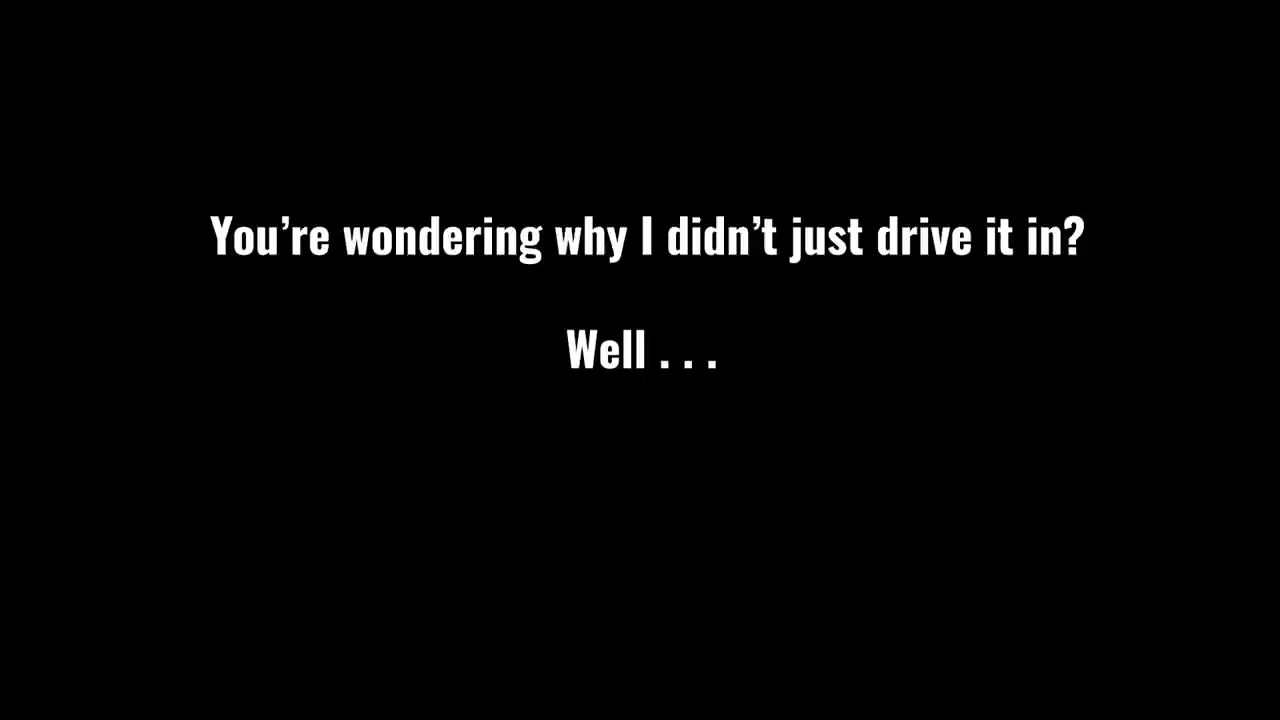 You’re wondering why I didn’t just drive it in?
Well . . .